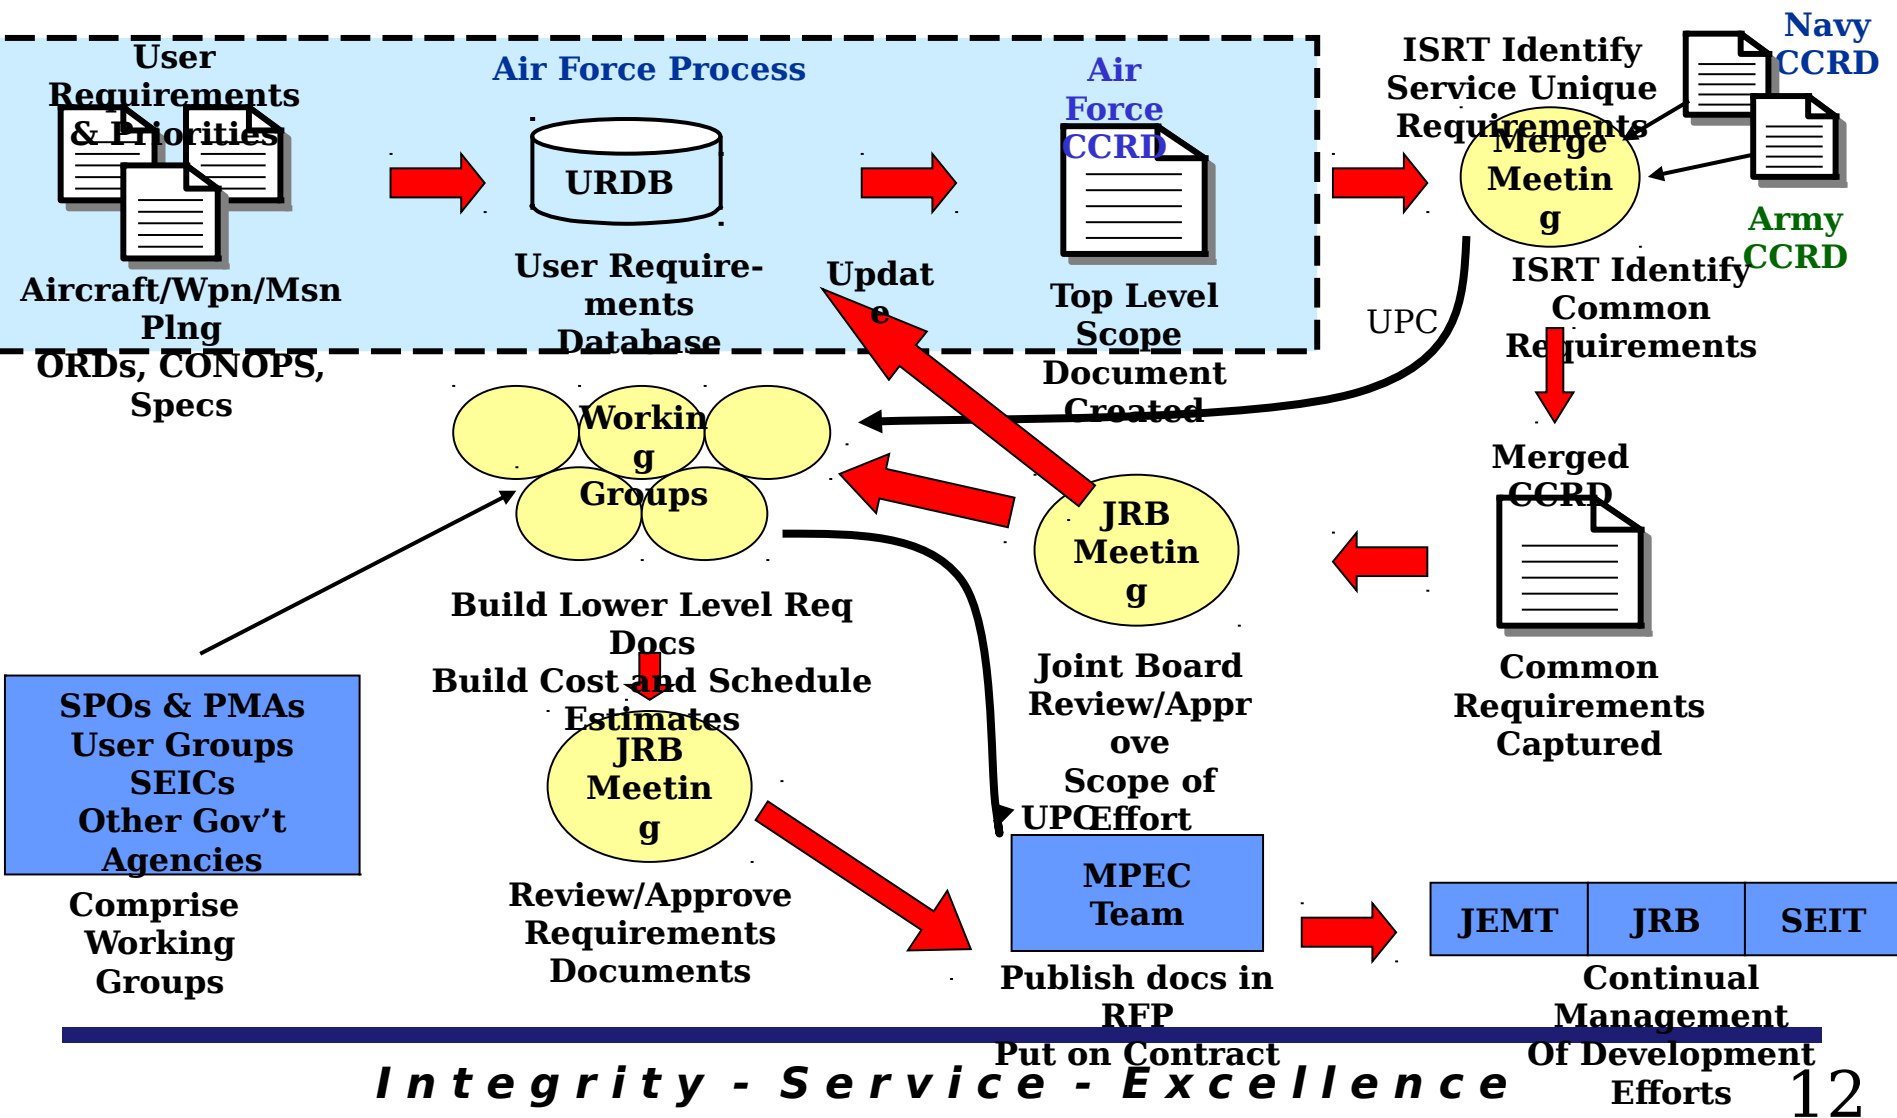 User
Requirements
& Priorities
Air Force Process
Air
Force
CCRD
ISRT Identify
Service Unique
Requirements
Navy
CCRD
URDB
Merge
Meetin
g
Army
CCRD
Aircraft/Wpn/Msn
Plng
ORDs, CONOPS,
Specs
User Require-
ments
Database
Updat
e
Top Level
Scope
Document
Created
UPC
ISRT Identify
Common
Requirements
Workin
g
Groups
JRB
Meetin
g
Merged
CCRD
Build Lower Level Req
Docs
Build Cost and Schedule
Estimates
Joint Board
Review/Appr
ove
Scope of
Effort
Common
Requirements
Captured
SPOs & PMAs
User Groups
SEICs
Other Gov’t
Agencies
Comprise
Working
Groups
JRB
Meetin
g
Review/Approve
Requirements
Documents
UPC
MPEC
Team
Publish docs in
RFP
Put on Contract
JEMT JRB SEIT
Continual
Management
Of Development
Efforts
Integrity - Service - Excellence
12